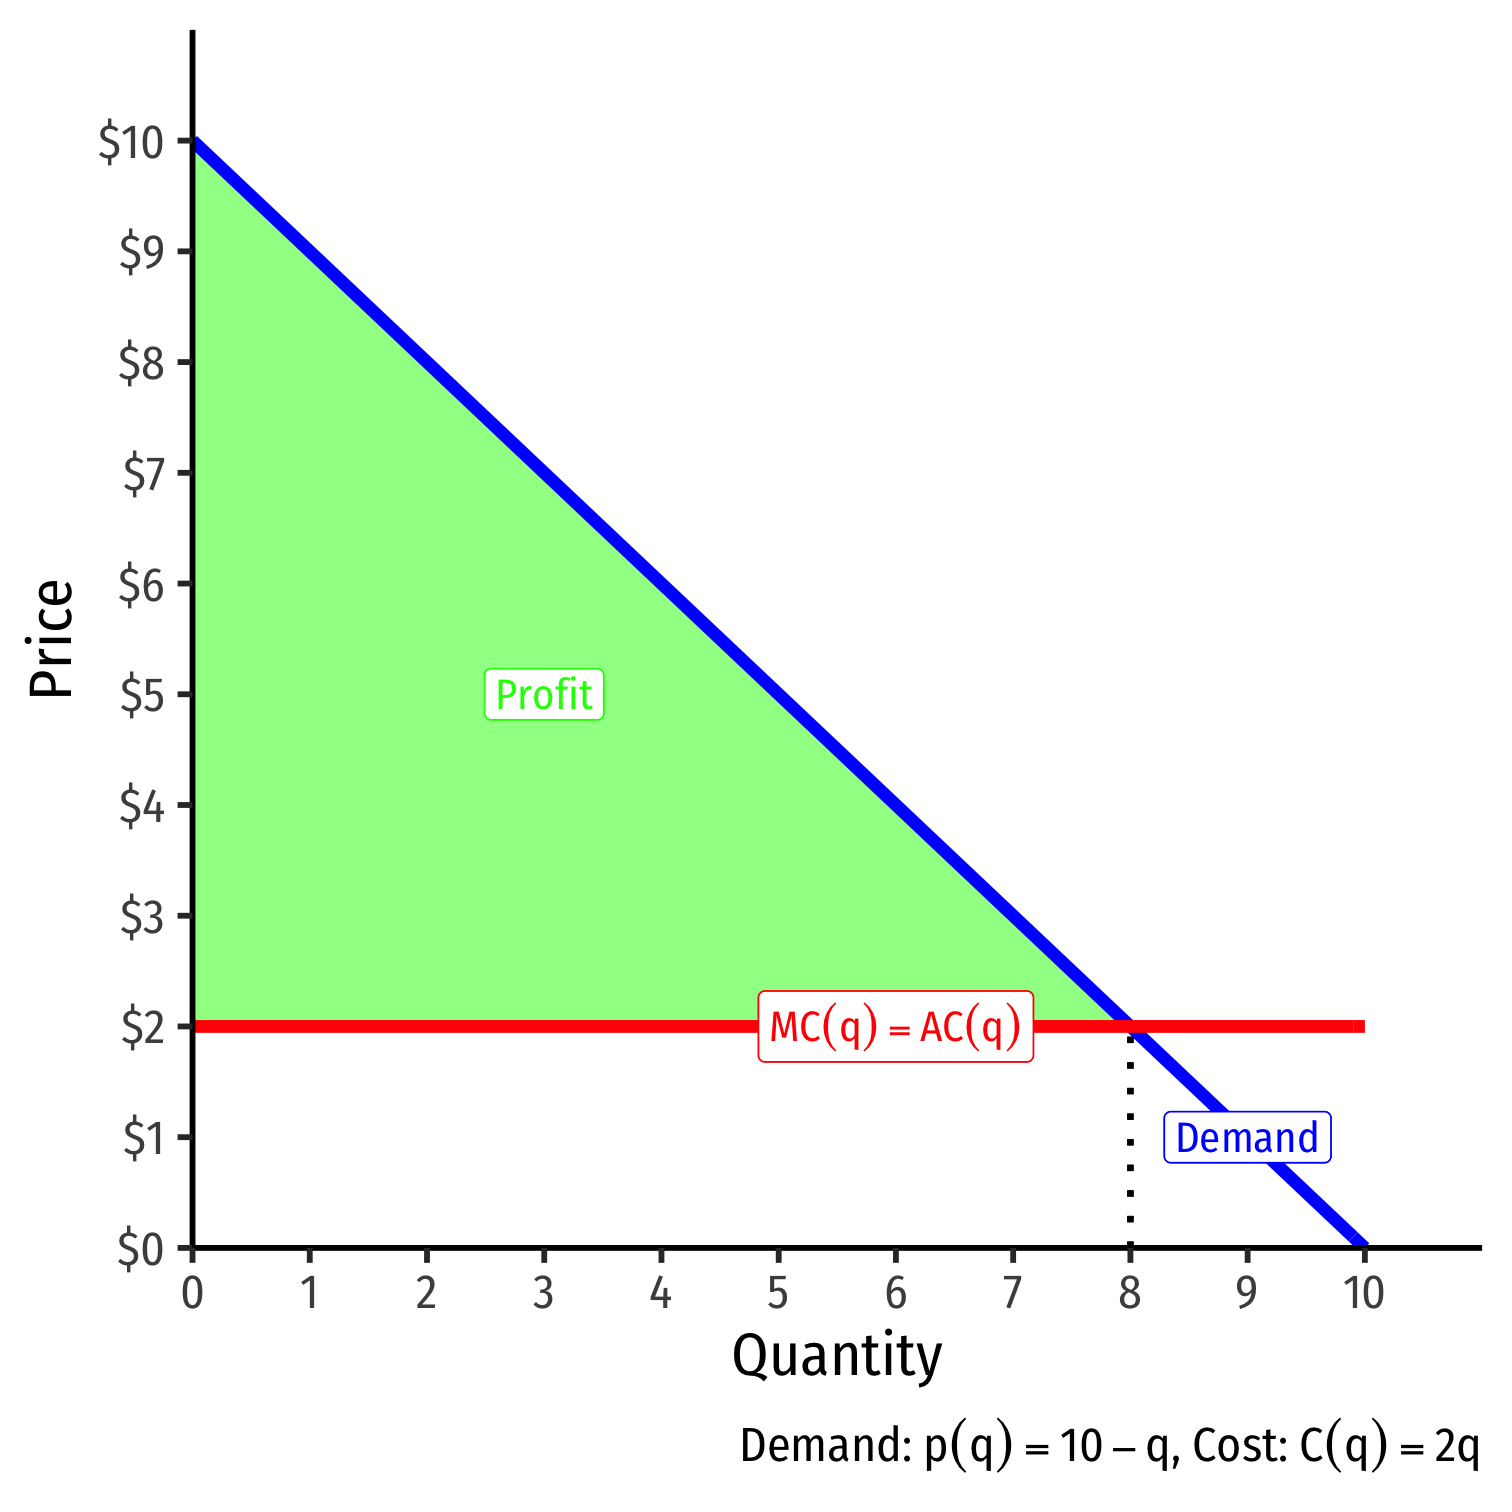 $10
$9
$8
$7
$6
$5
$4
$3
$2
$1
$0
Price
Profit
MC(q) = AC(q)
Demand
0 1 2 3 4 5 6 7 8 9 10
Quantity
Demand: p(q) = 10 – q, Cost: C(q) = 2q